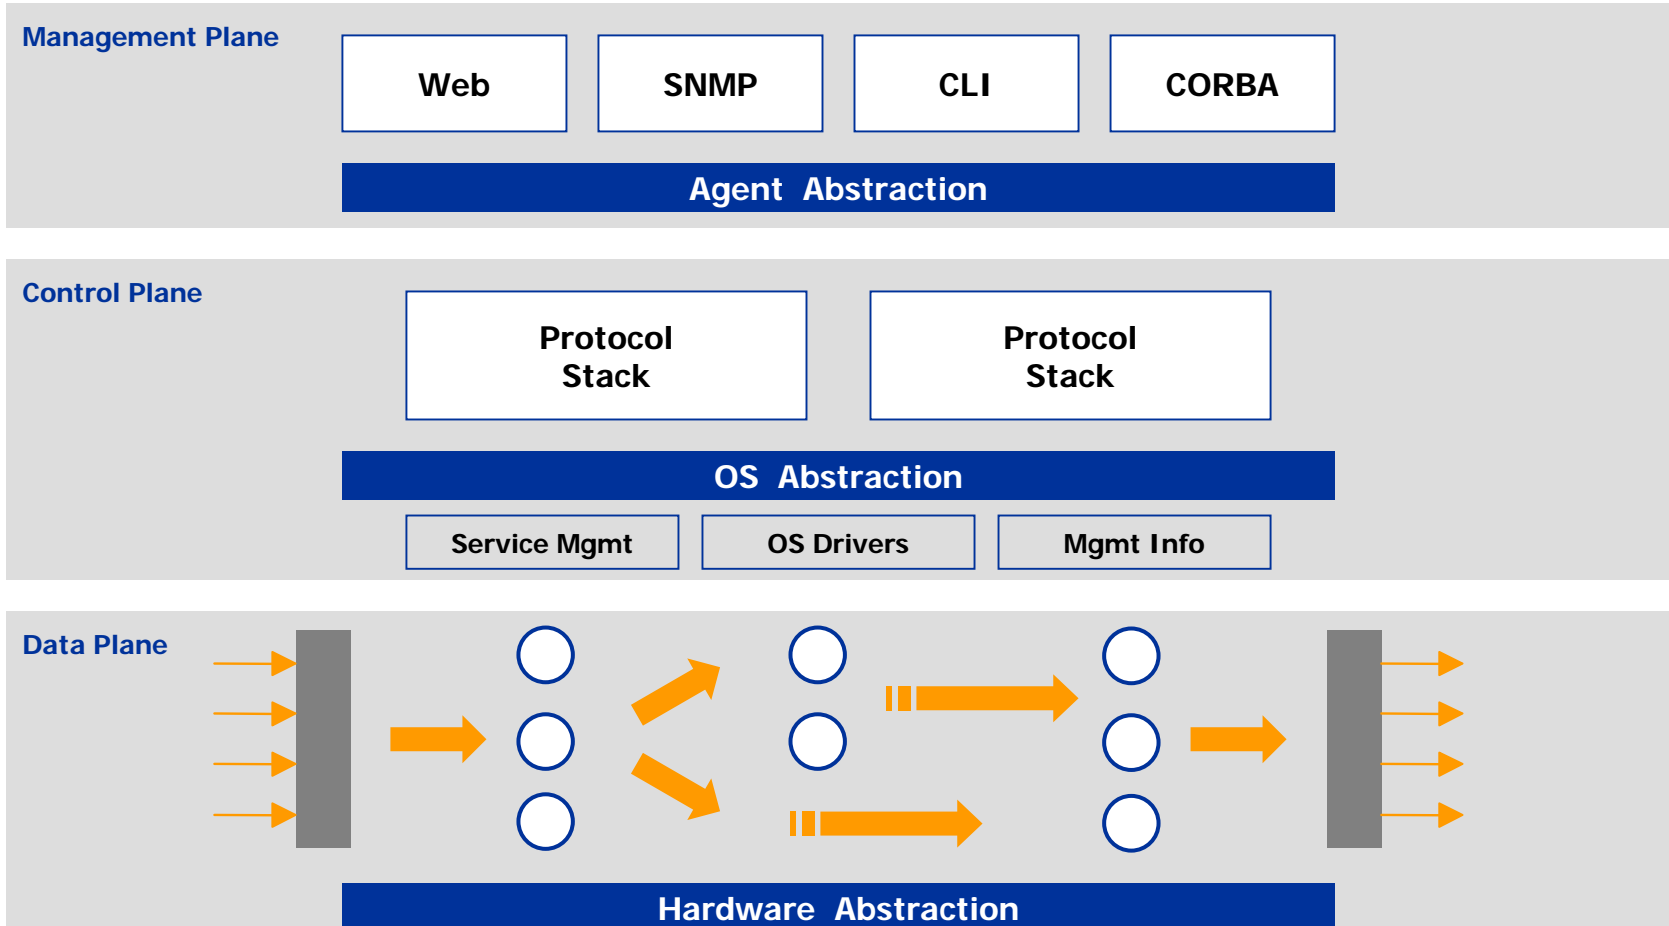 Management Plane
Web
SNMP
CLI
CORBA
Agent Abstraction
Control Plane
Protocol
Stack
Protocol
Stack
OS Abstraction
Service Mgmt
OS Drivers
Mgmt Info
Data Plane
Hardware Abstraction